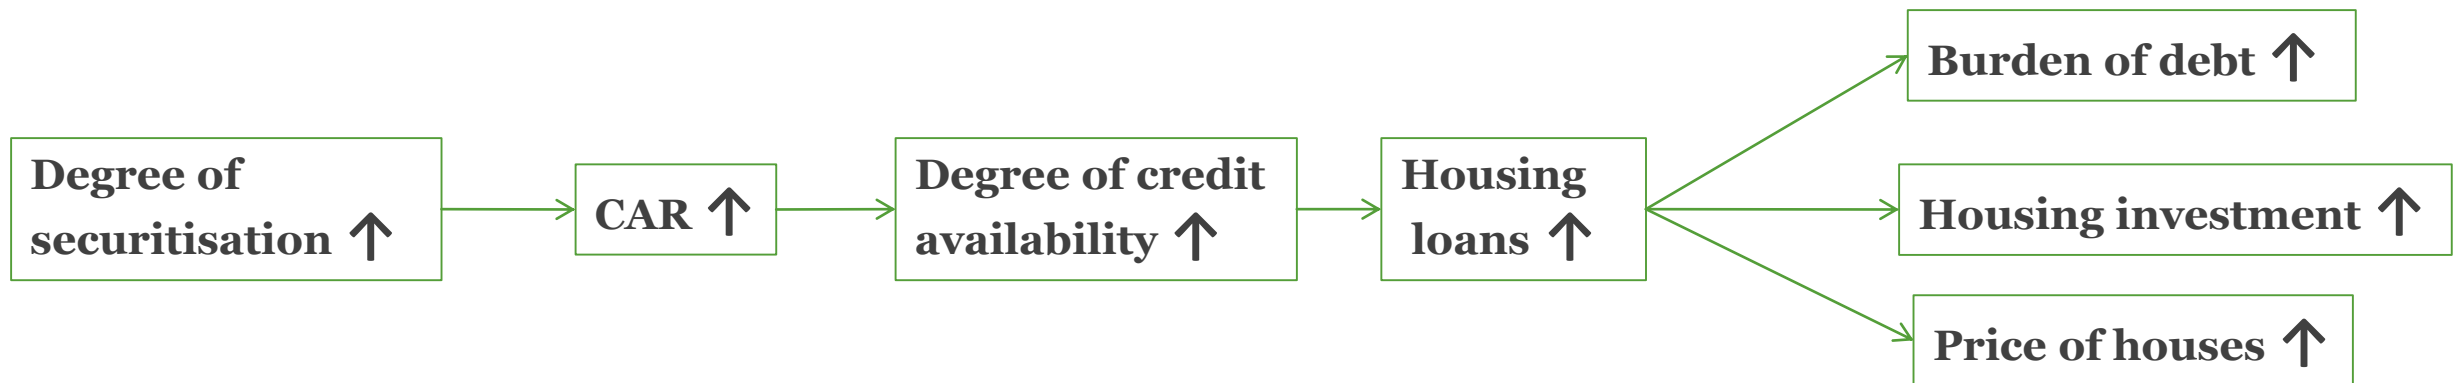 Degree of
securitisation ↑
CAR ↑
Degree of credit
availability ↑
Housing
loans ↑
Burden of debt ↑
Housing investment ↑
Price of houses ↑